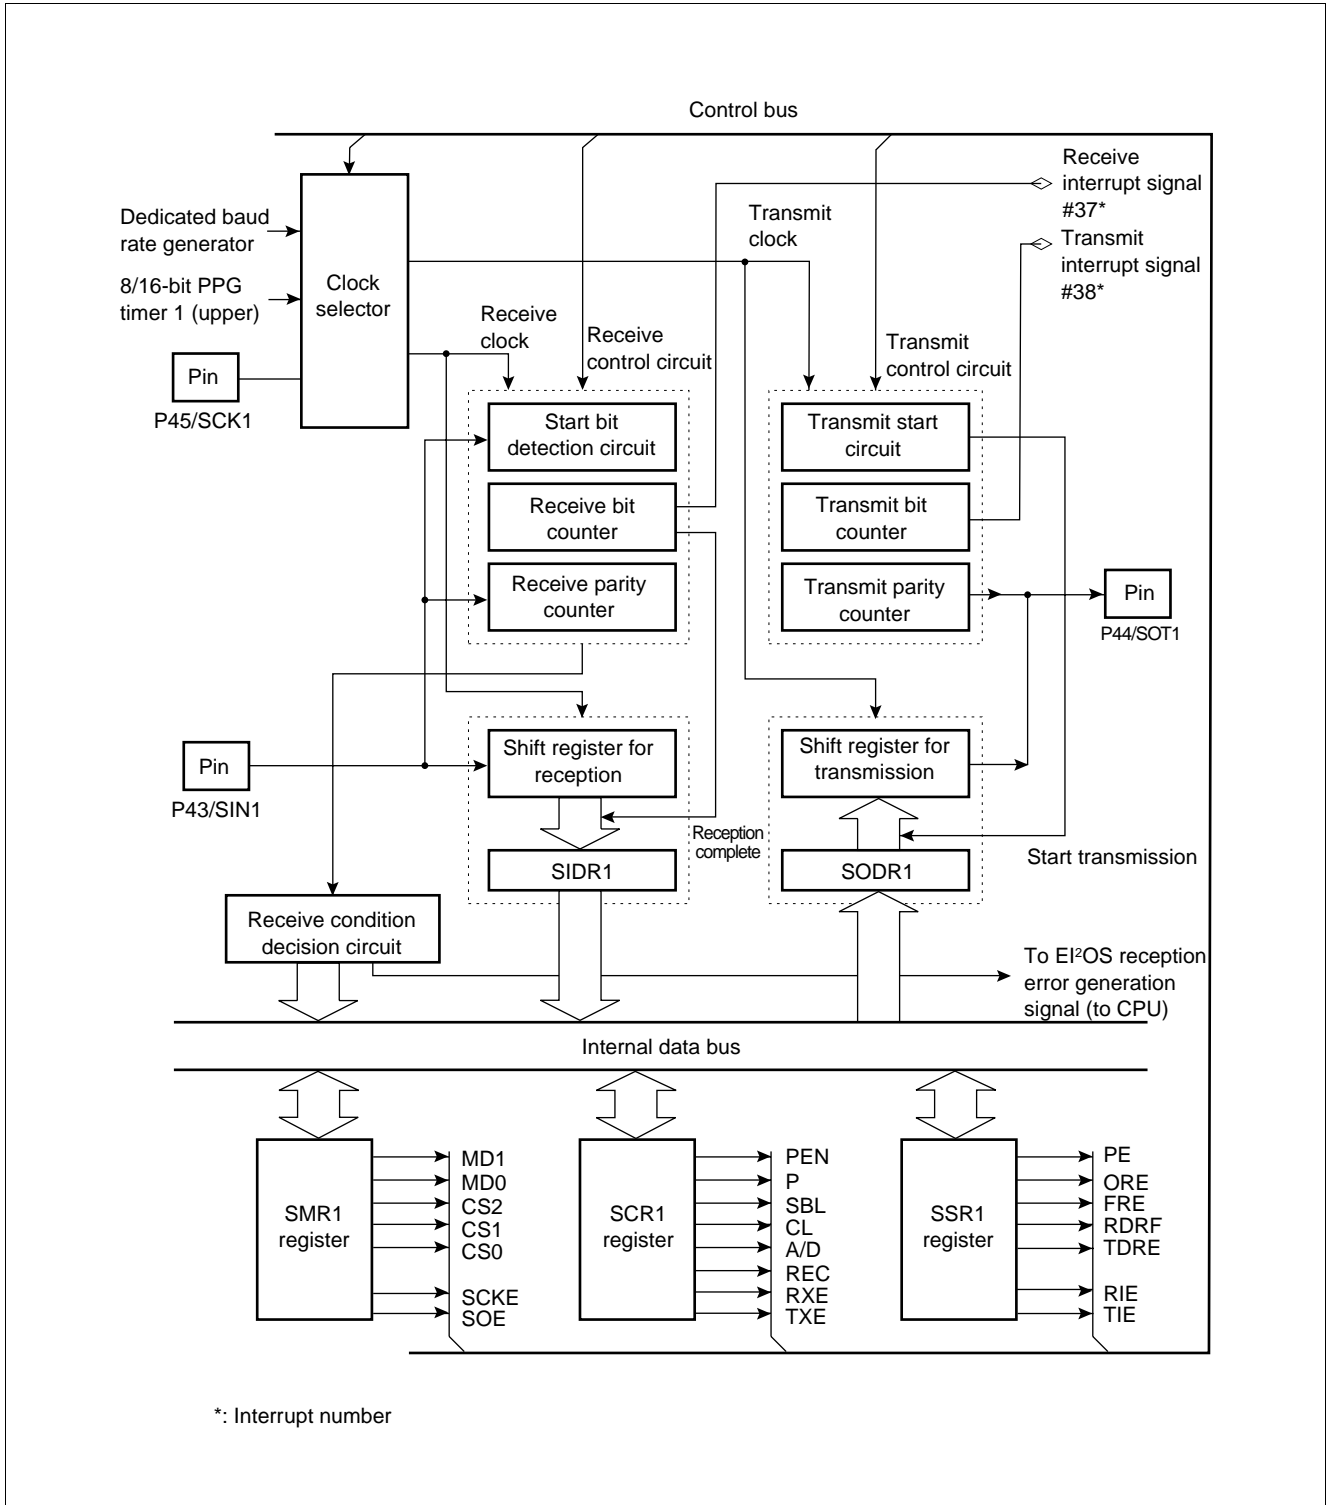 Control bus
Receive
interrupt signal
#37*
Transmit
interrupt signal
#38*
Dedicated baud
rate generator
8/16-bit PPG
timer 1 (upper)
Pin
P45/SCK1
Clock
selector
Transmit
clock
Receive
clock
Receive
control circuit
Transmit
control circuit
Start bit
detection circuit
Receive bit
counter
Receive parity
counter
Transmit start
circuit
Transmit bit
counter
Transmit parity
counter
Pin
P44/SOT1
Pin
P43/SIN1
Shift register for
reception
Shift register for
transmission
Reception
complete
Start transmission
SIDR1
SODR1
Receive condition
decision circuit
To EI²OS reception
error generation
signal (to CPU)
Internal data bus
SMR1
register
MD1
MD0
CS2
CS1
CS0
SCKE
SOE
SCR1
register
PEN
P
SBL
CL
A/D
REC
RXE
TXE
SSR1
register
PE
ORE
FRE
RDRF
TDRE
RIE
TIE
*: Interrupt number